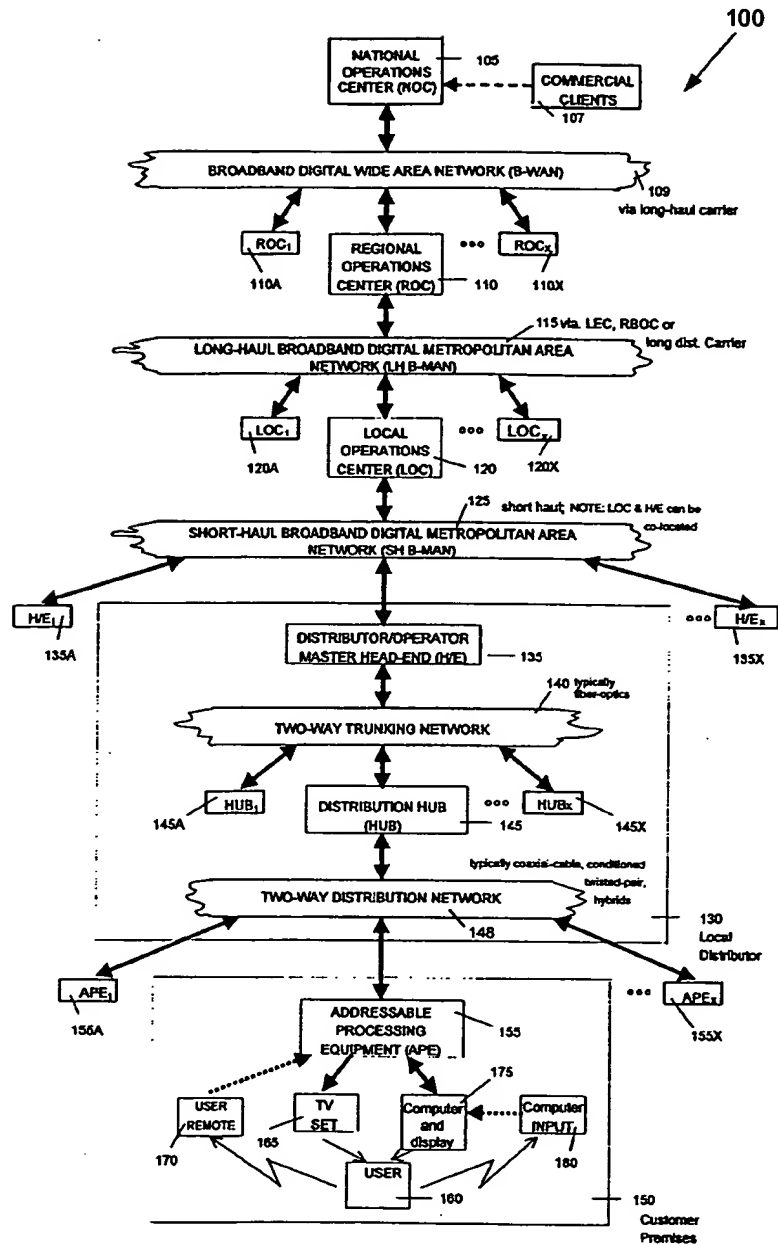 100
NATIONAL
OPERATIONS
CENTER (NOC)
105
COMMERCIAL
CLIENTS
107
BROADBAND DIGITAL WIDE AREA NETWORK (B-WAN)
109
via long-haul carrier
ROC1
110A
REGIONAL
OPERATIONS
CENTER (ROC)
110
ROCx
110X
115 via. LEC, RBOC or
long dist. Carrier
LONG-HAUL BROADBAND DIGITAL METROPOLITAN AREA
NETWORK (LH B-MAN)
LOC1
120A
LOCAL
OPERATIONS
CENTER (LOC)
120
LOCx
120X
125
short haul; NOTE: LOC & H/E can be
co-located
SHORT-HAUL BROADBAND DIGITAL METROPOLITAN AREA
NETWORK (SH B-MAN)
H/E1
135A
DISTRIBUTOR/OPERATOR
MASTER HEAD-END (H/E)
135
H/Ex
135X
140 typically
fiber-optics
TWO-WAY TRUNKING NETWORK
HUB1
145A
DISTRIBUTION HUB
(HUB)
145
HUBx
145X
typically coaxial-cable, conditioned
twisted-pair,
hybrids
TWO-WAY DISTRIBUTION NETWORK
148
130
Local
Distributor
APE1
155A
ADDRESSABLE
PROCESSING
EQUIPMENT (APE)
155
APEx
155X
175
USER
REMOTE
170
TV
SET
165
Computer
and
display
Computer
INPUT
180
USER
160
150
Customer
Premises